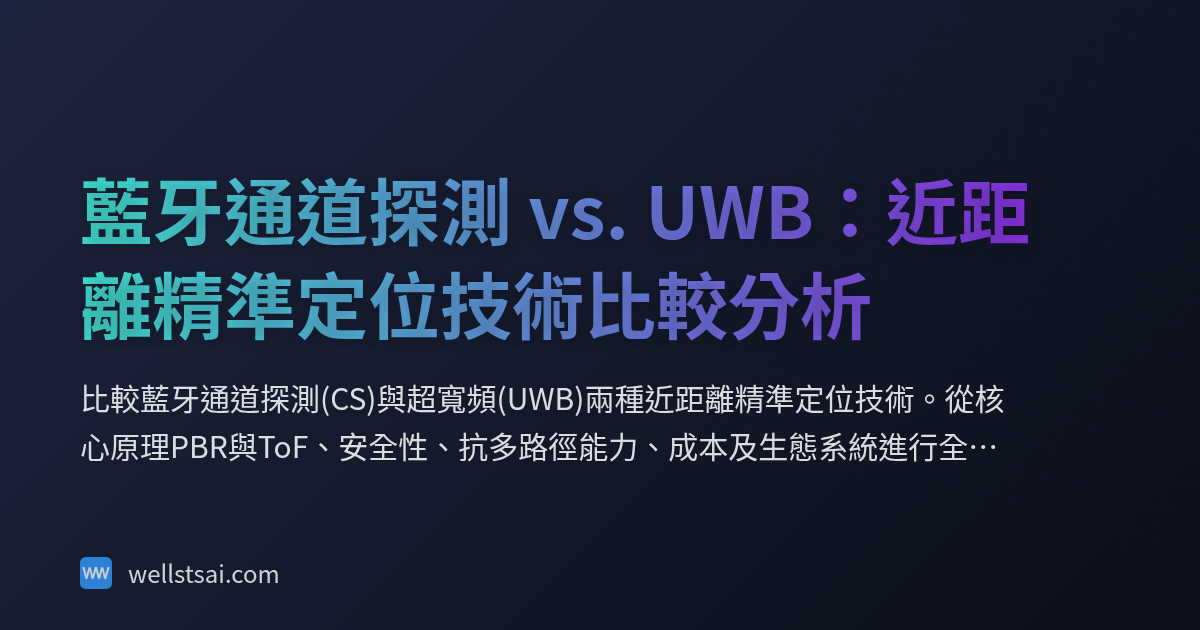 藍牙通道探測 vs. UWB：近距
離精準定位技術比較分析
比較藍牙通道探測(CS)與超寬頻(UWB)兩種近距離精準定位技術。從核
心原理PBR與ToF、安全性、抗多路徑能力、成本及生態系統進行全…
wellstsai.com